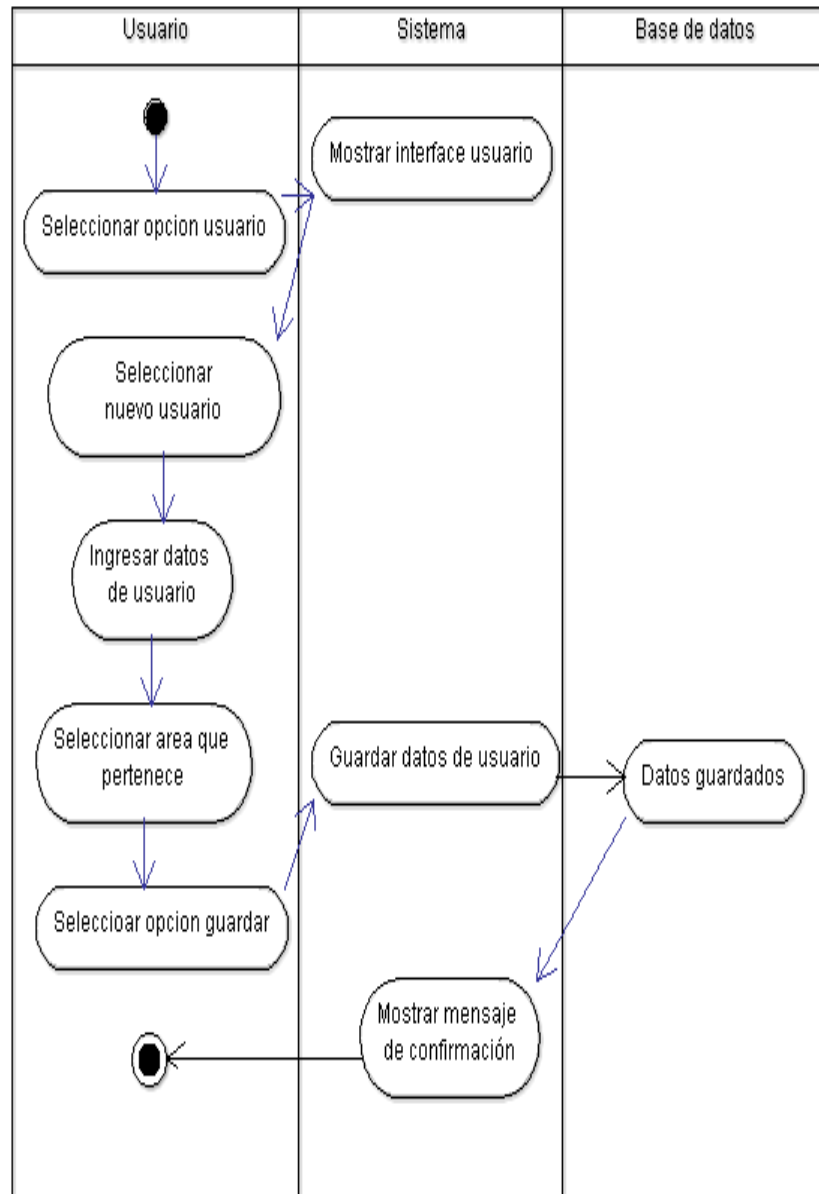 Usuario
Sistema
Base de datos
Mostrar interface usuario
Seleccionar opcion usuario
Seleccionar
nuevo usuario
Ingresar datos
de usuario
Seleccionar area que
pertenece
Guardar datos de usuario
Datos guardados
Seleccioar opcion guardar
Mostrar mensaje
de confirmación